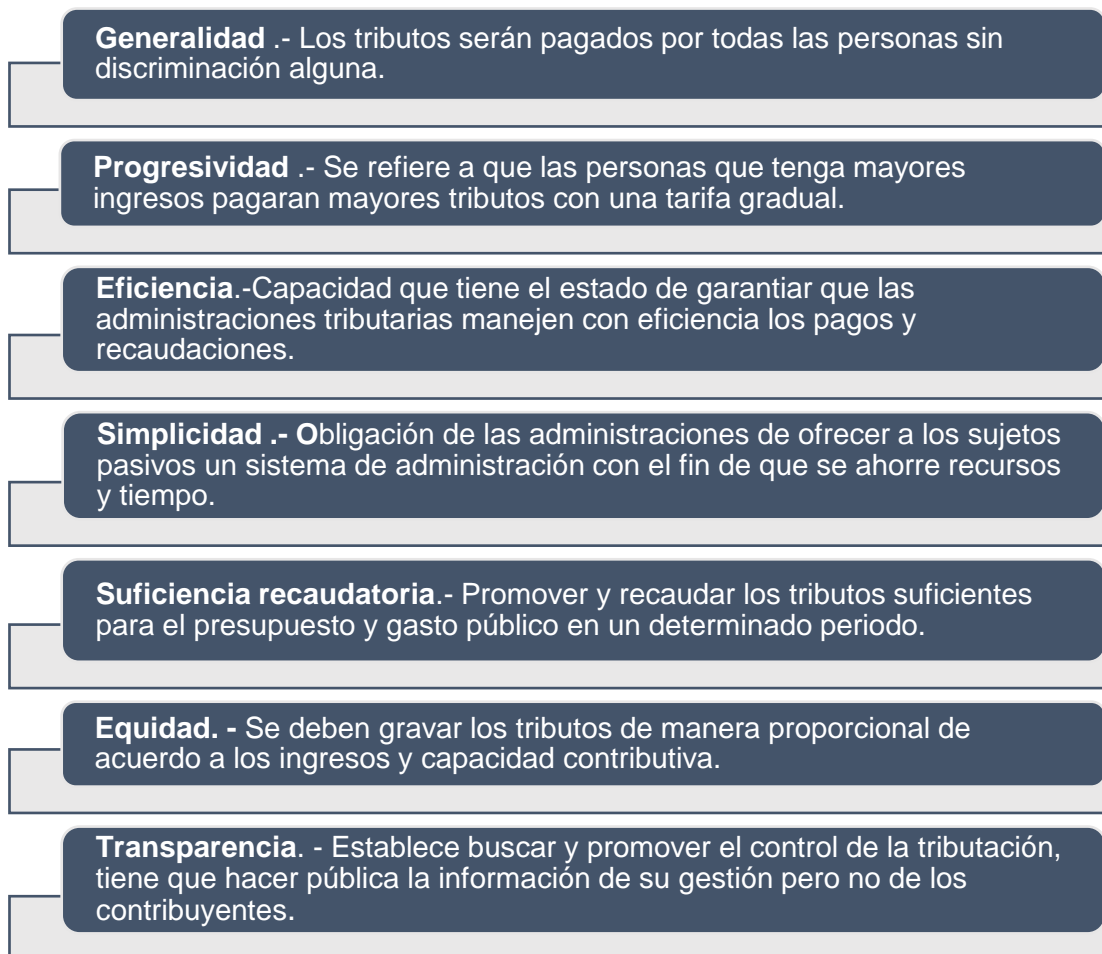 Generalidad .- Los tributos serán pagados por todas las personas sin
discriminación alguna.
Progresividad .- Se refiere a que las personas que tenga mayores
ingresos pagaran mayores tributos con una tarifa gradual.
Eficiencia.-Capacidad que tiene el estado de garantiar que las
administraciones tributarias manejen con eficiencia los pagos y
recaudaciones.
Simplicidad .- Obligación de las administraciones de ofrecer a los sujetos
pasivos un sistema de administración con el fin de que se ahorre recursos
y tiempo.
Suficiencia recaudatoria.- Promover y recaudar los tributos suficientes
para el presupuesto y gasto público en un determinado periodo.
Equidad. - Se deben gravar los tributos de manera proporcional de
acuerdo a los ingresos y capacidad contributiva.
Transparencia. - Establece buscar y promover el control de la tributación,
tiene que hacer pública la información de su gestión pero no de los
contribuyentes.